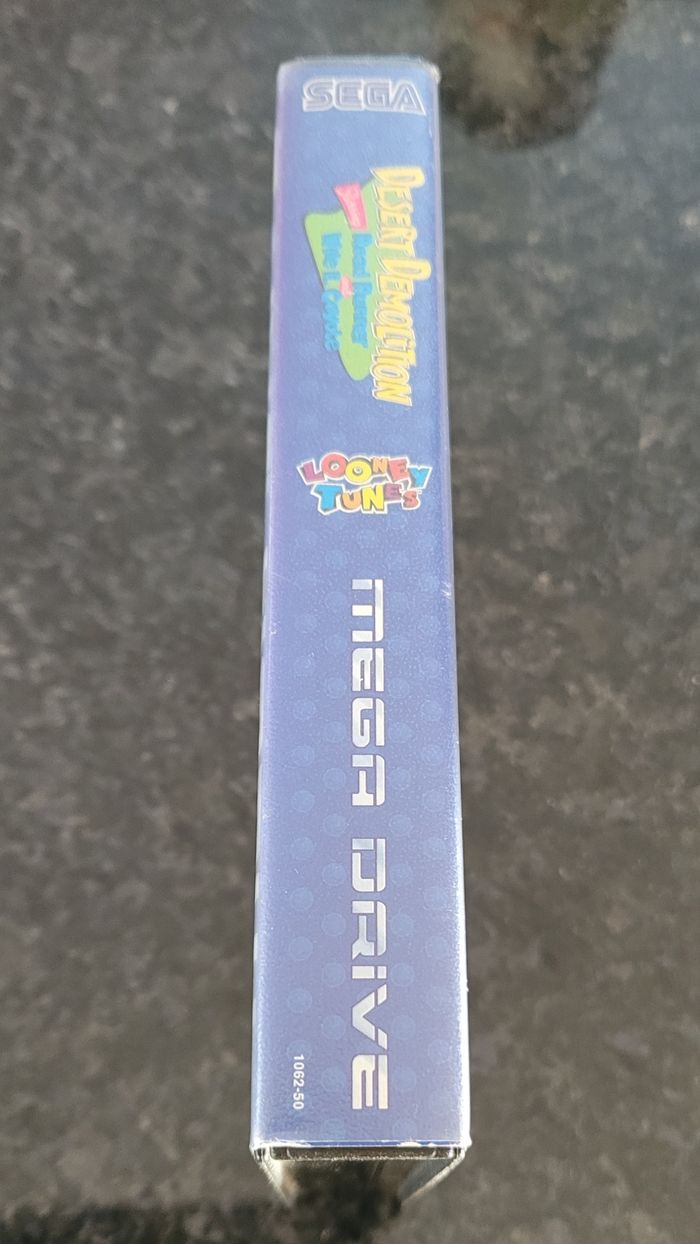 SEGA
DESERT DEMOLITION
Starring
Road Runner
and
Wile E. Coyote
LOONEY
TUNES
MEGA DRIVE
1062-50